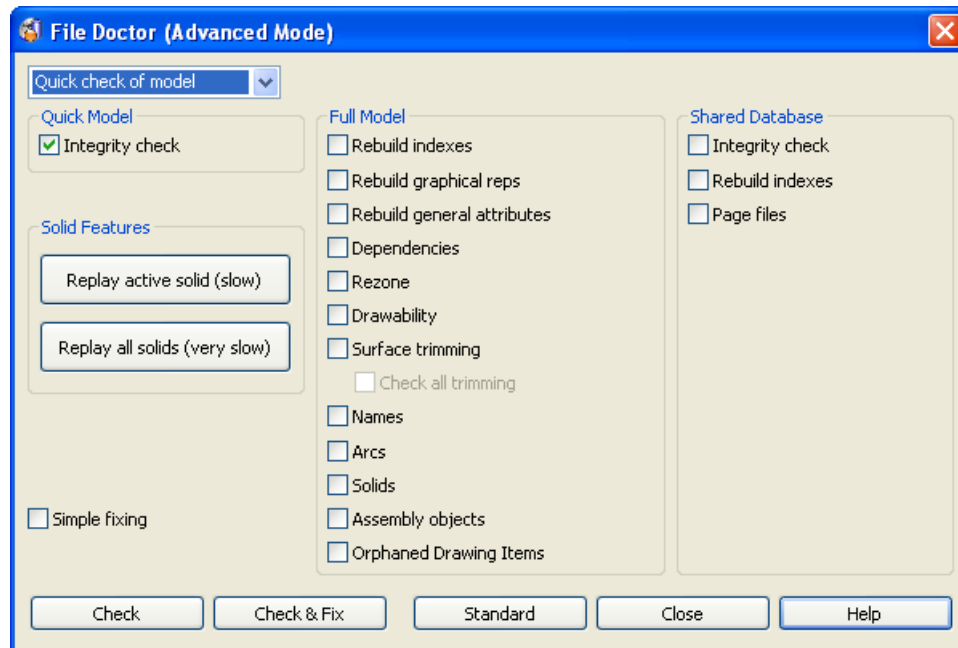 File Doctor (Advanced Mode)
Quick check of model
Quick Model
Integrity check
Solid Features
Replay active solid (slow)
Replay all solids (very slow)
Simple fixing
Full Model
Rebuild indexes
Rebuild graphical reps
Rebuild general attributes
Dependencies
Rezone
Drawability
Surface trimming
Check all trimming
Names
Arcs
Solids
Assembly objects
Orphaned Drawing Items
Shared Database
Integrity check
Rebuild indexes
Page files
Check
Check & Fix
Standard
Close
Help